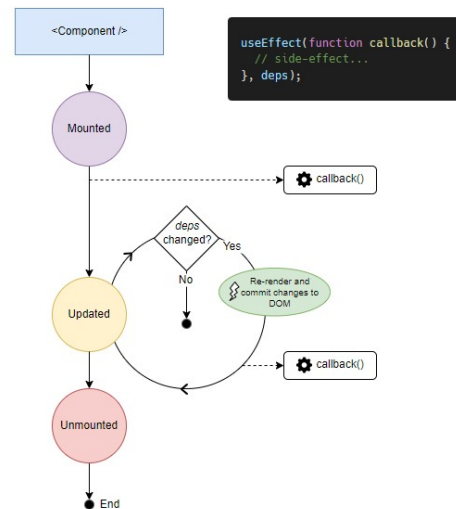 <Component />
useEffect(function callback() {
// side-effect...
}, deps);
Mounted
callback()
deps
changed?
Yes
No
Re-render and
commit changes to
DOM
Updated
callback()
Unmounted
End